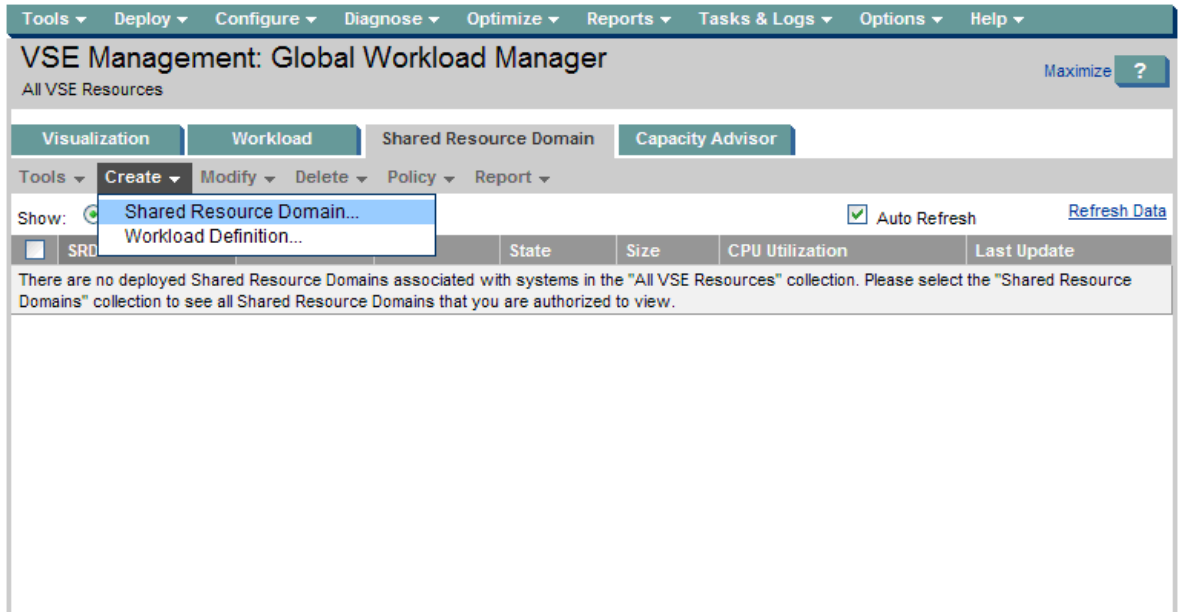 Tools Deploy Configure Diagnose Optimize Reports Tasks & Logs Options Help
VSE Management: Global Workload Manager
All VSE Resources
Maximize ?
Visualization Workload Shared Resource Domain Capacity Advisor
Tools Create Modify Delete Policy Report
Shared Resource Domain...
Workload Definition...
Show: Auto Refresh Refresh Data
SRD State Size CPU Utilization Last Update
There are no deployed Shared Resource Domains associated with systems in the "All VSE Resources" collection. Please select the "Shared Resource
Domains" collection to see all Shared Resource Domains that you are authorized to view.